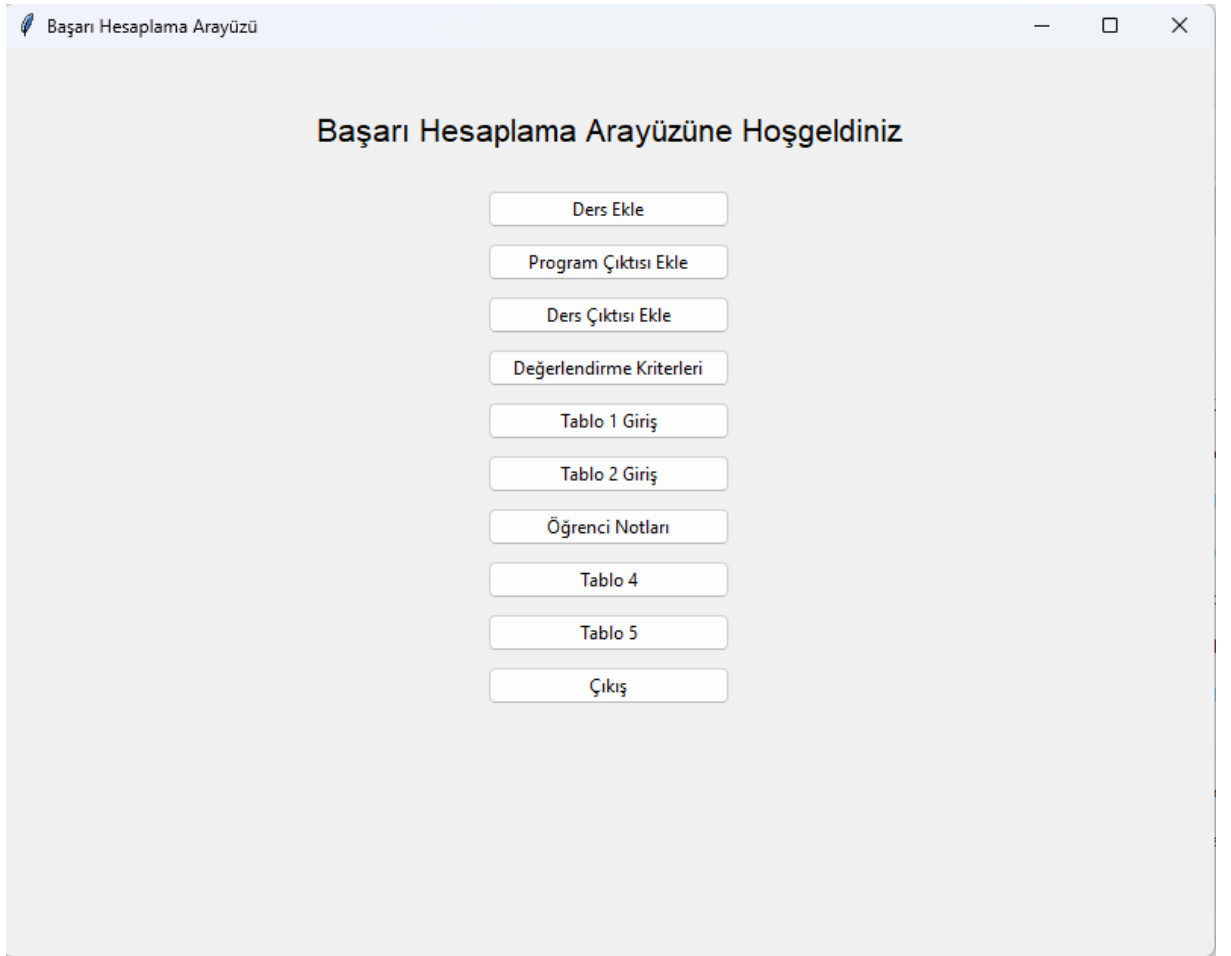 Başarı Hesaplama Arayüzü
Başarı Hesaplama Arayüzüne Hoşgeldiniz
Ders Ekle
Program Çıktısı Ekle
Ders Çıktısı Ekle
Değerlendirme Kriterleri
Tablo 1 Giriş
Tablo 2 Giriş
Öğrenci Notları
Tablo 4
Tablo 5
Çıkış